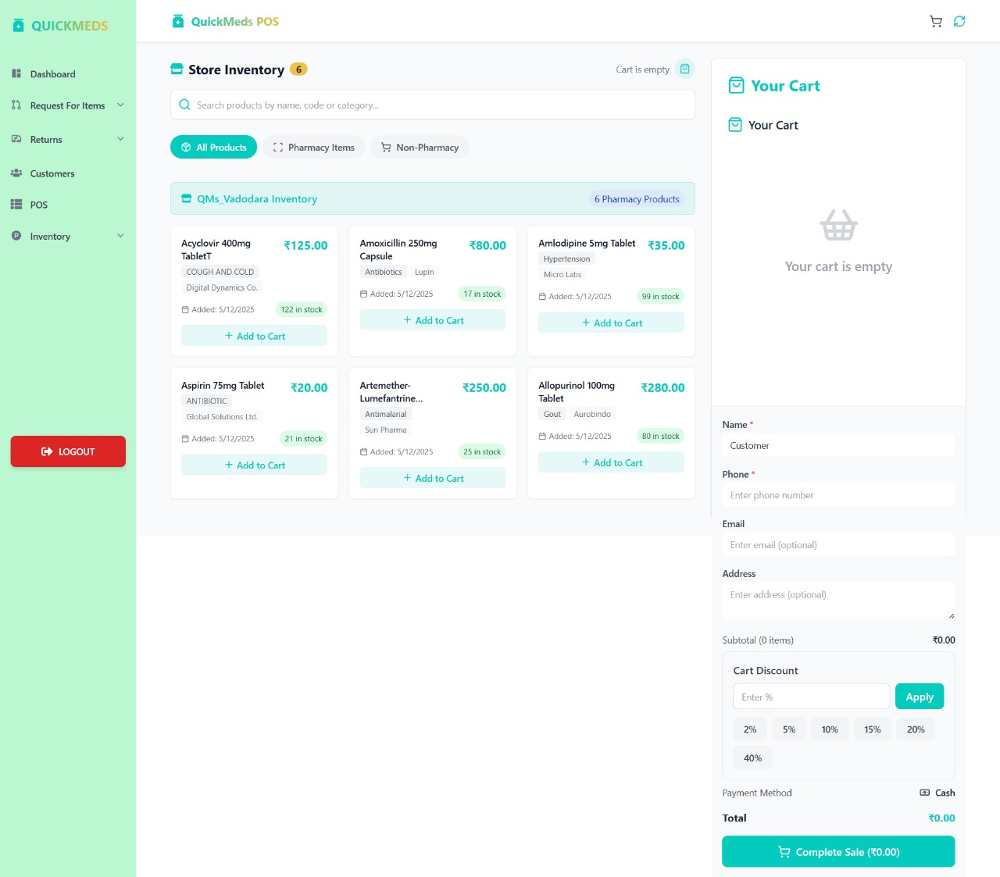 QUICKMEDS
Dashboard
Request For Items
Returns
Customers
POS
Inventory
LOGOUT
QuickMeds POS
Store Inventory 6
Cart is empty
Search products by name, code or category...
All Products
Pharmacy Items
Non-Pharmacy
QMs_Vadodara Inventory
6 Pharmacy Products
Acyclovir 400mg
TabletT
₹125.00
COUGH AND COLD
Digital Dynamics Co.
Added: 5/12/2025
122 in stock
+ Add to Cart
Amoxicillin 250mg
Capsule
₹80.00
Antibiotics
Lupin
Added: 5/12/2025
17 in stock
+ Add to Cart
Amlodipine 5mg Tablet
₹35.00
Hypertension
Micro Labs
Added: 5/12/2025
99 in stock
+ Add to Cart
Aspirin 75mg Tablet
₹20.00
ANTIBIOTIC
Global Solutions Ltd.
Added: 5/12/2025
21 in stock
+ Add to Cart
Artemether-
Lumefantrine...
₹250.00
Antimalarial
Sun Pharma
Added: 5/12/2025
25 in stock
+ Add to Cart
Allopurinol 100mg
Tablet
₹280.00
Gout
Aurobindo
Added: 5/12/2025
80 in stock
+ Add to Cart
Your Cart
Your Cart
Your cart is empty
Name *
Customer
Phone *
Enter phone number
Email
Enter email (optional)
Address
Enter address (optional)
Subtotal (0 items)
₹0.00
Cart Discount
Enter %
Apply
2%
5%
10%
15%
20%
40%
Payment Method
Cash
Total
₹0.00
Complete Sale (₹0.00)